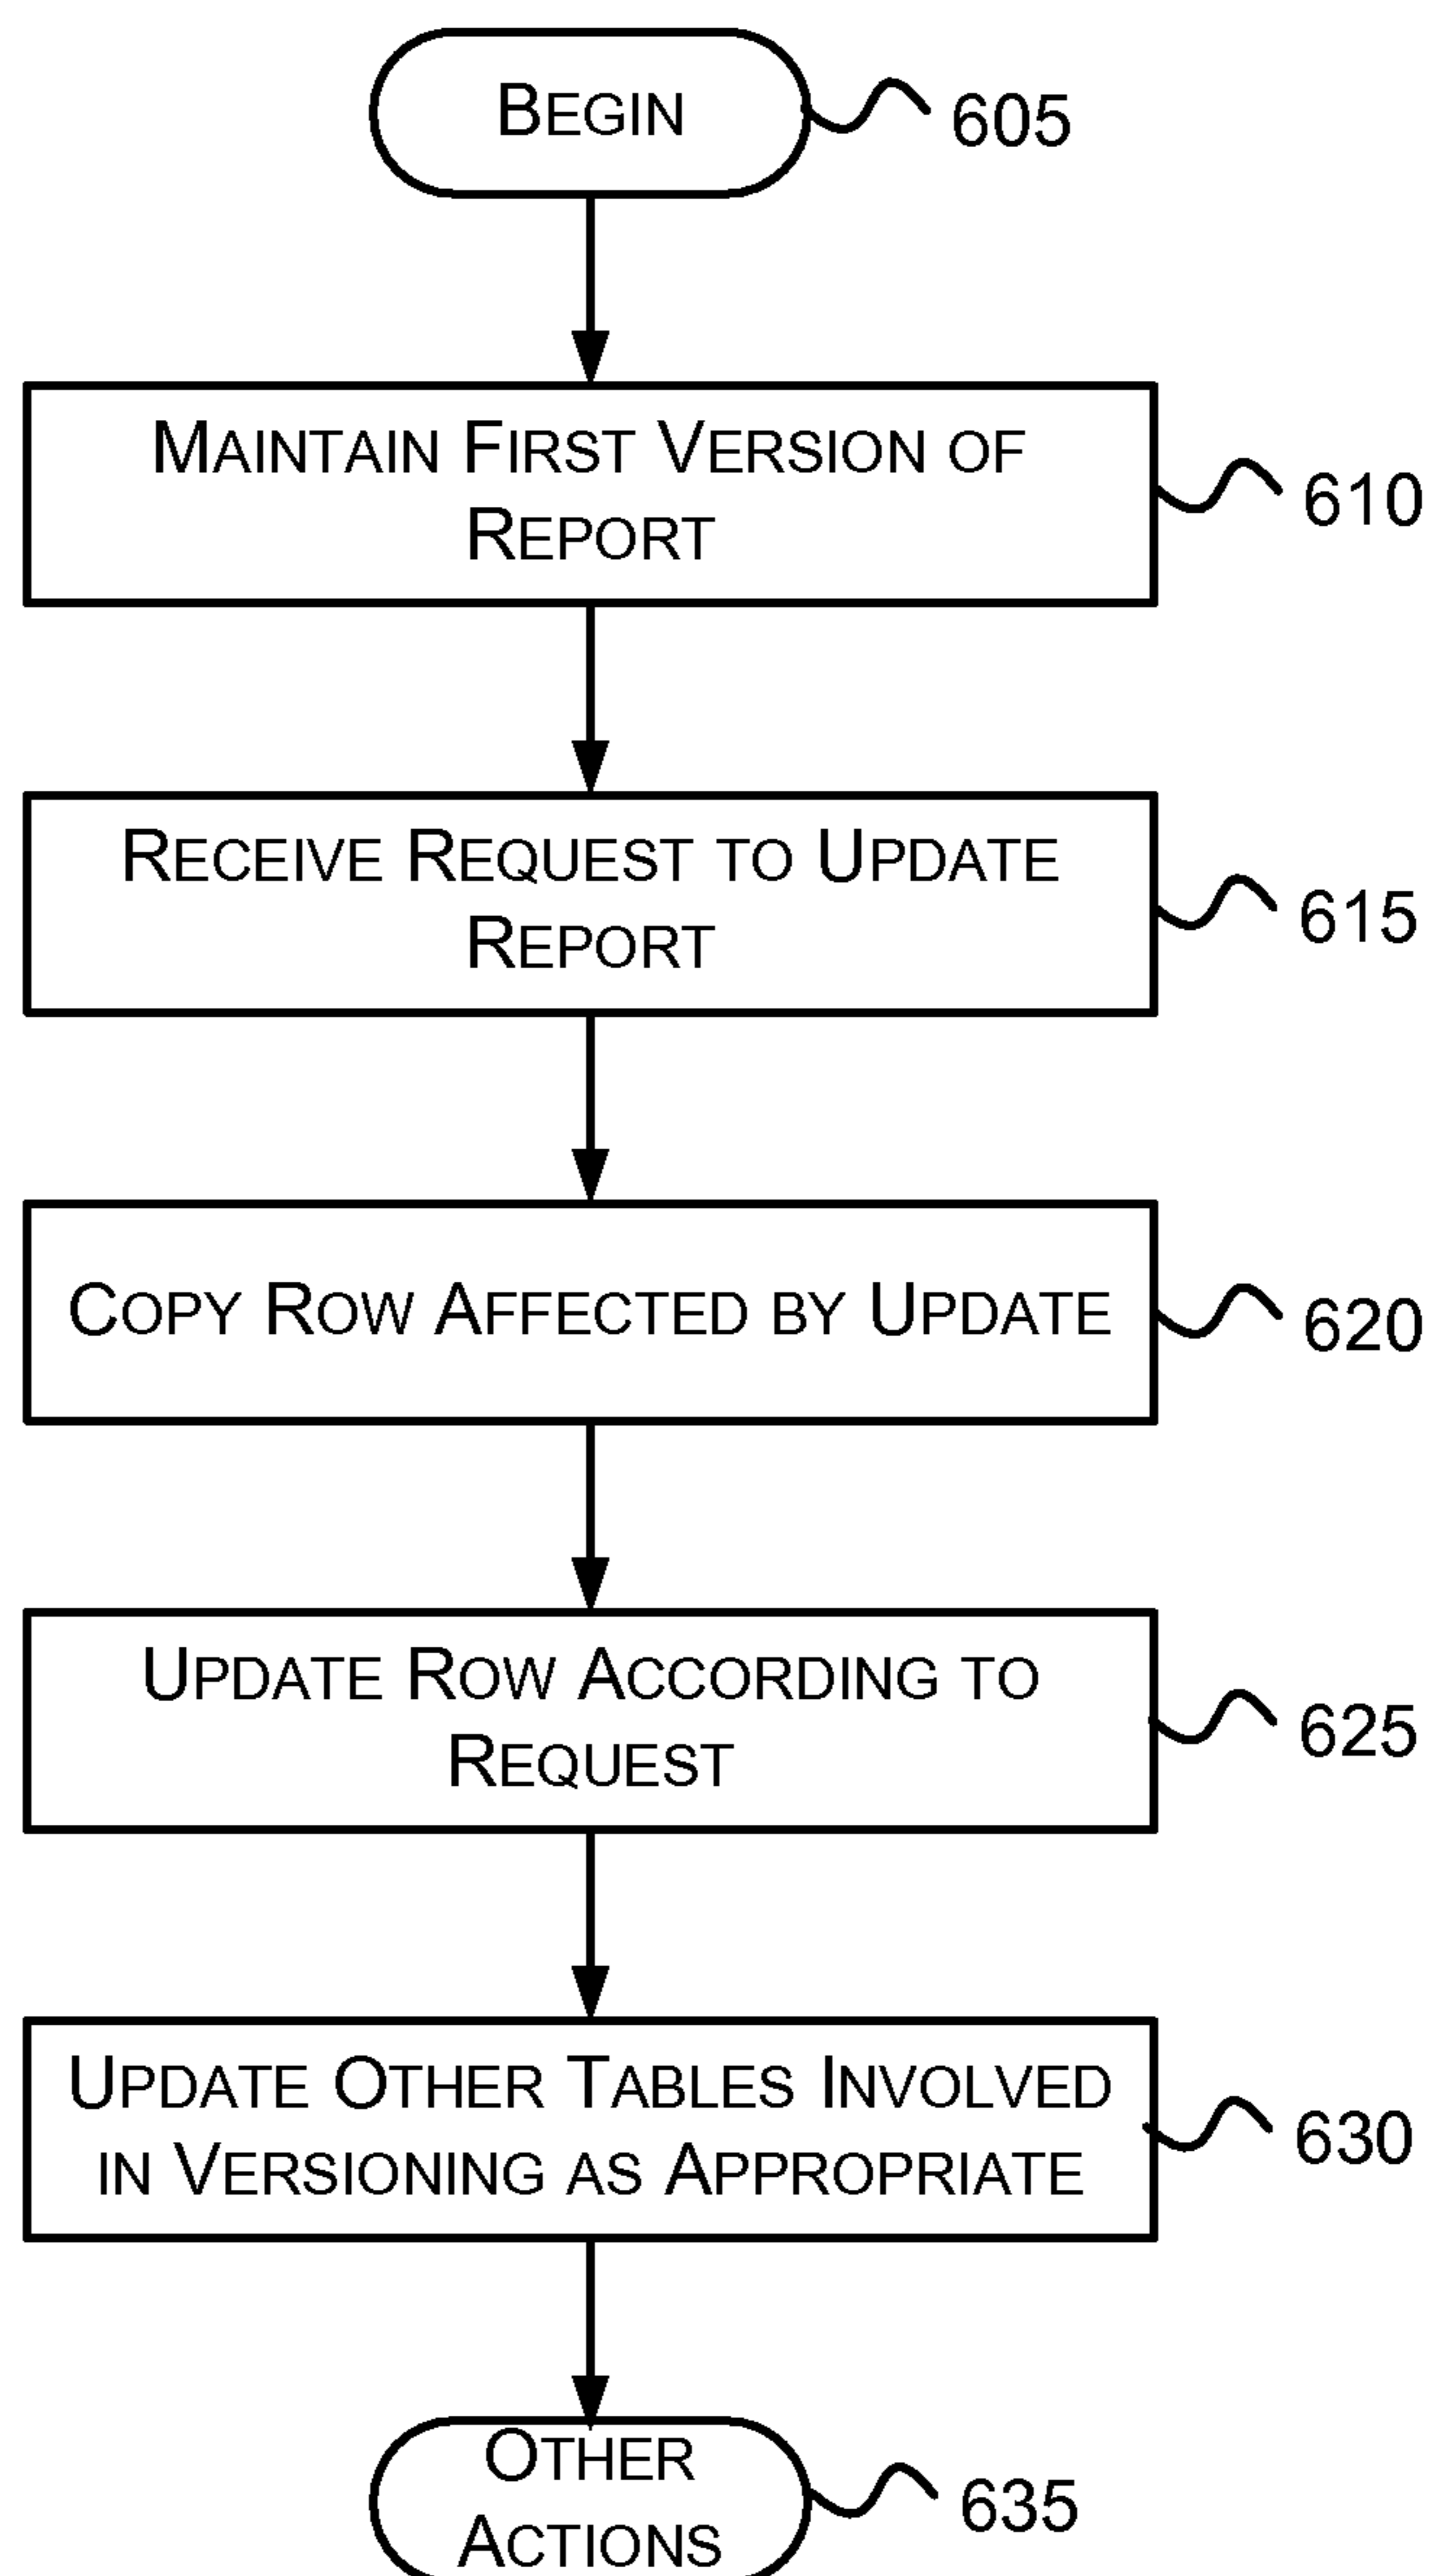 BEGIN
605
MAINTAIN FIRST VERSION OF
REPORT
610
RECEIVE REQUEST TO UPDATE
REPORT
615
COPY ROW AFFECTED BY UPDATE
620
UPDATE ROW ACCORDING TO
REQUEST
625
UPDATE OTHER TABLES INVOLVED
IN VERSIONING AS APPROPRIATE
630
OTHER
ACTIONS
635